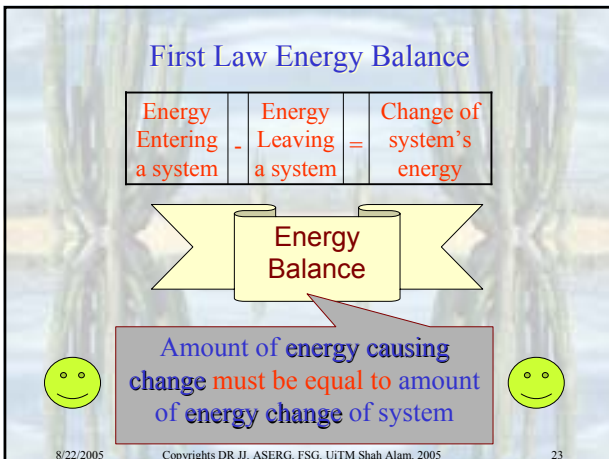 First Law Energy Balance
Energy Entering a system - Energy Leaving a system = Change of system's energy
Energy
Balance
Amount of energy causing
change must be equal to amount
of energy change of system
8/22/2005 Copyrights DR JJ, ASERG, FSG, UiTM Shah Alam, 2005 23